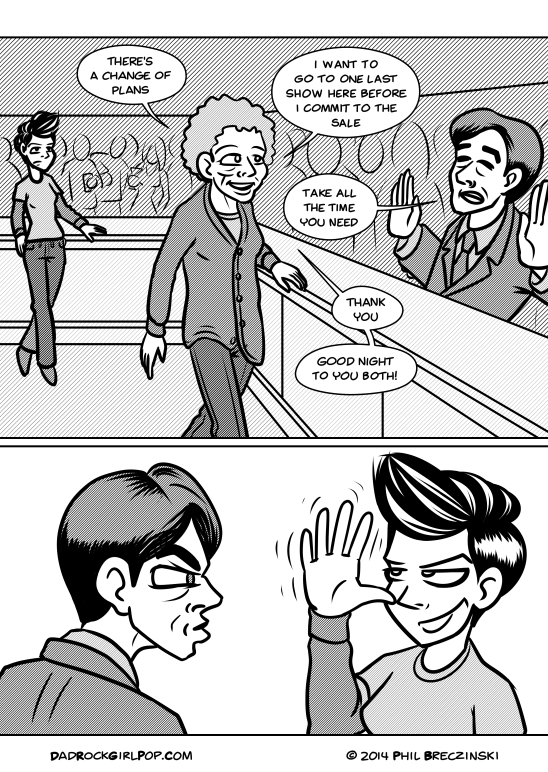 THERE'S
A CHANGE OF
PLANS
I WANT TO
GO TO ONE LAST
SHOW HERE BEFORE
I COMMIT TO THE
SALE
TAKE ALL
THE TIME
YOU NEED
THANK
YOU
GOOD NIGHT
TO YOU BOTH!
DADROCKGIRLPOP.COM
© 2014 PHIL BRECZINSKI